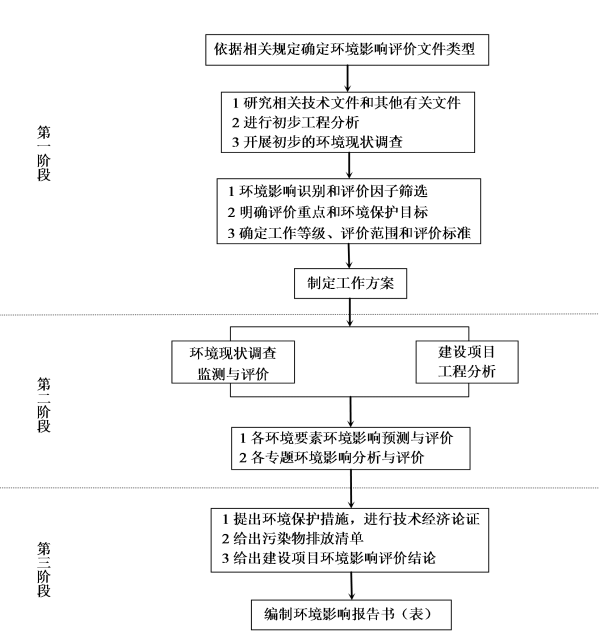 依据相关规定确定环境影响评价文件类型
第一阶段
1 研究相关技术文件和其他有关文件
2 进行初步工程分析
3 开展初步的环境现状调查
1 环境影响识别和评价因子筛选
2 明确评价重点和环境保护目标
3 确定工作等级、评价范围和评价标准
制定工作方案
第二阶段
环境现状调查
监测与评价
建设项目
工程分析
1 各环境要素环境影响预测与评价
2 各专题环境影响分析与评价
第三阶段
1 提出环境保护措施，进行技术经济论证
2 给出污染物排放清单
3 给出建设项目环境影响评价结论
编制环境影响报告书（表）